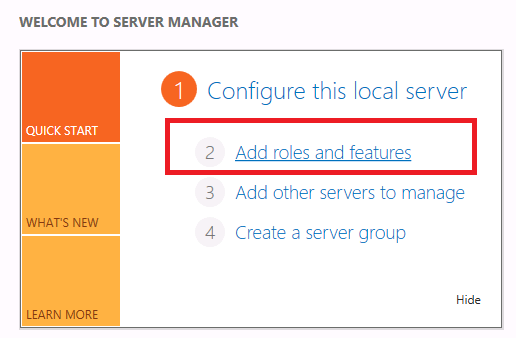 WELCOME TO SERVER MANAGER
QUICK START
WHAT'S NEW
LEARN MORE
1 Configure this local server
2 Add roles and features
3 Add other servers to manage
4 Create a server group
Hide